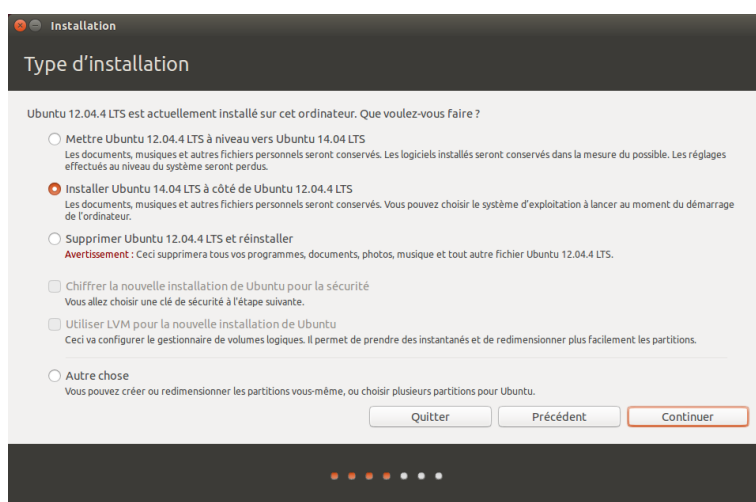 Installation
Type d'installation
Ubuntu 12.04.4 LTS est actuellement installé sur cet ordinateur. Que voulez-vous faire ?
Mettre Ubuntu 12.04.4 LTS à niveau vers Ubuntu 14.04 LTS
Les documents, musiques et autres fichiers personnels seront conservés. Les logiciels installés seront conservés dans la mesure du possible. Les réglages
effectués au niveau du système seront perdus.
Installer Ubuntu 14.04 LTS à côté de Ubuntu 12.04.4 LTS
Les documents, musiques et autres fichiers personnels seront conservés. Vous pouvez choisir le système d'exploitation à lancer au moment du démarrage
de l'ordinateur.
Supprimer Ubuntu 12.04.4 LTS et réinstaller
Avertissement : Ceci supprimera tous vos programmes, documents, photos, musique et tout autre fichier Ubuntu 12.04.4 LTS.
Chiffrer la nouvelle installation de Ubuntu pour la sécurité
Vous allez choisir une clé de sécurité à l'étape suivante.
Utiliser LVM pour la nouvelle installation de Ubuntu
Ceci va configurer le gestionnaire de volumes logiques. Il permet de prendre des instantanés et de redimensionner plus facilement les partitions.
Autre chose
Vous pouvez créer ou redimensionner les partitions vous-même, ou choisir plusieurs partitions pour Ubuntu.
Quitter
Précédent
Continuer